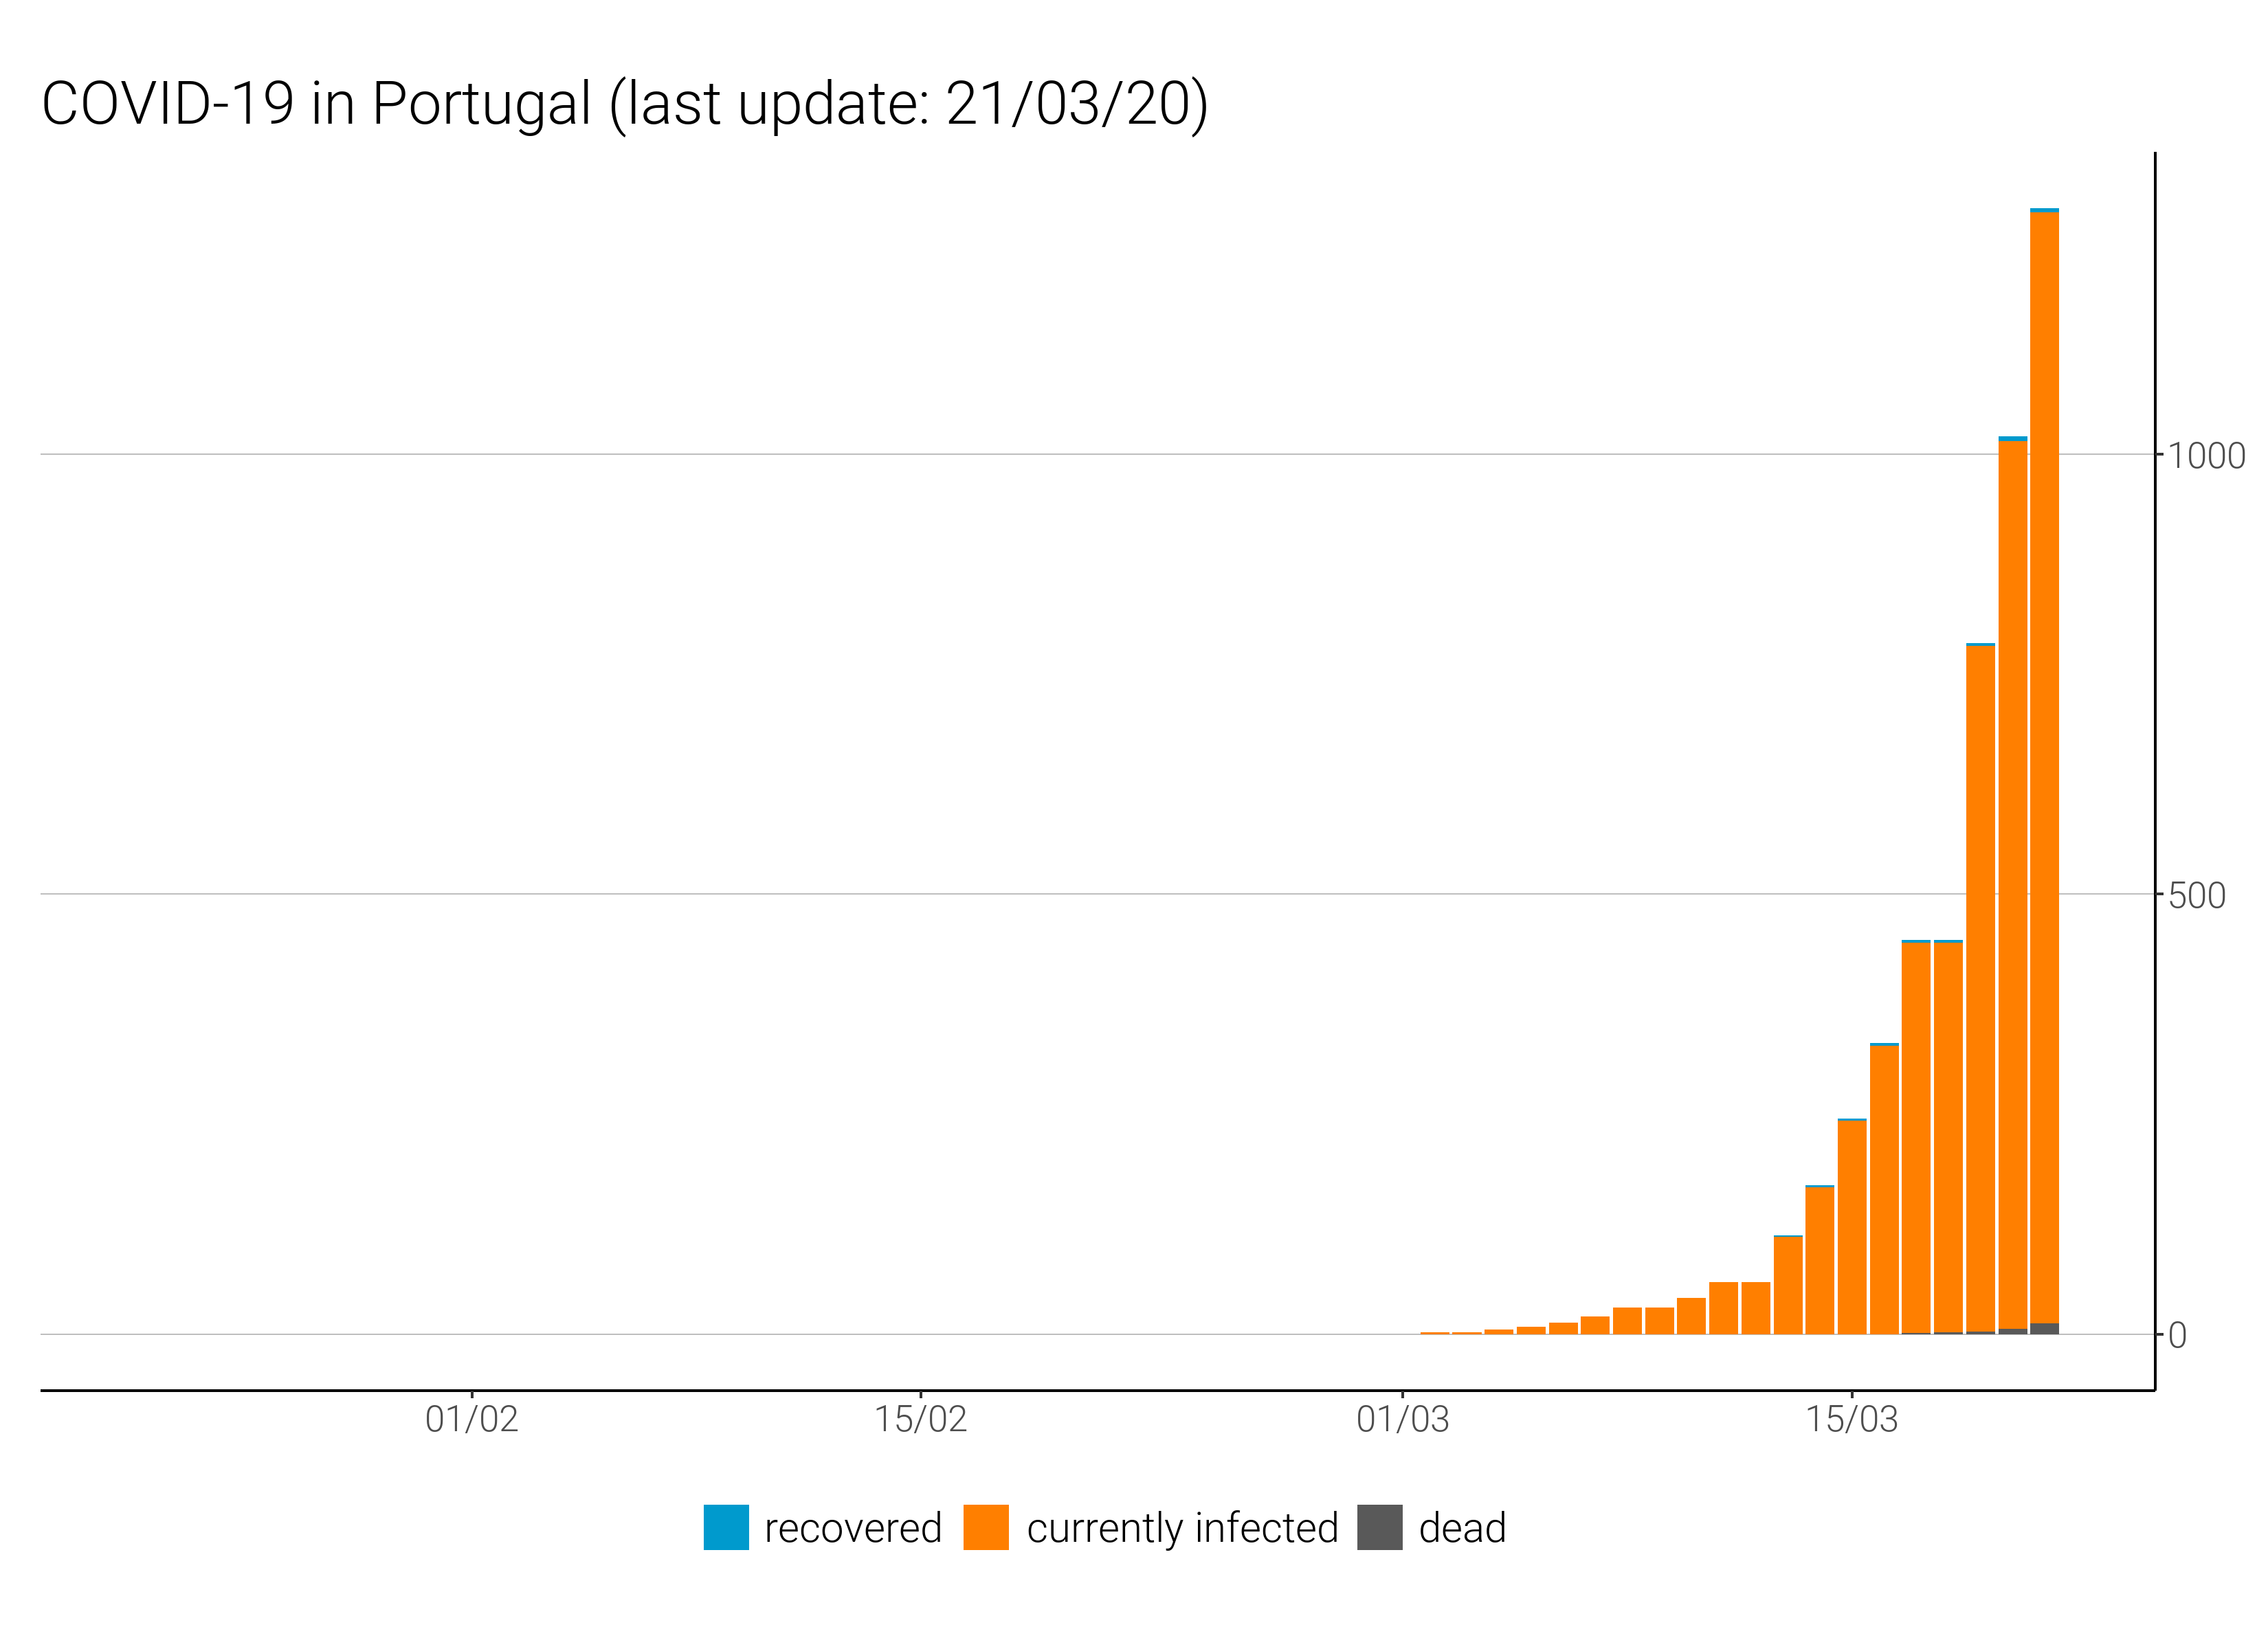 COVID-19 in Portugal (last update: 21/03/20)
1000
500
0
01/02 15/02 01/03 15/03
recovered currently infected dead